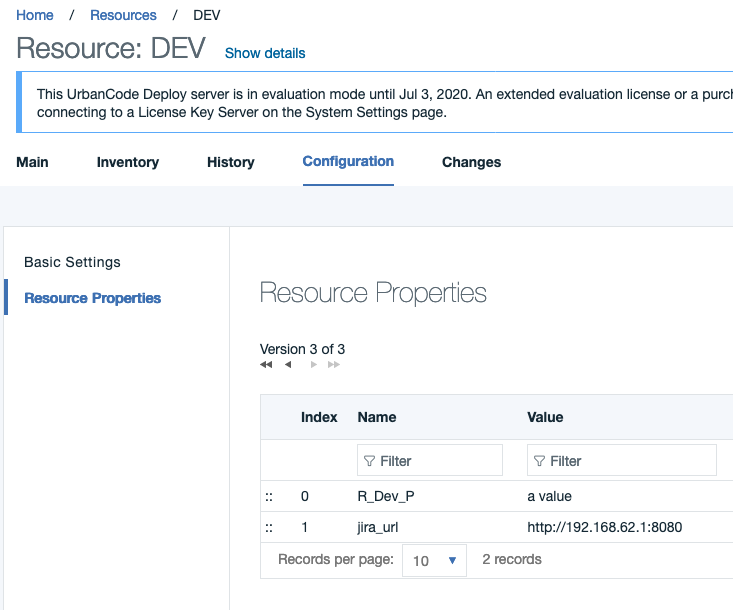 Home / Resources / DEV
Resource: DEV Show details
This UrbanCode Deploy server is in evaluation mode until Jul 3, 2020. An extended evaluation license or a
connecting to a License Key Server on the System Settings page.
Main Inventory History Configuration Changes
Basic Settings
Resource Properties
Resource Properties
Version 3 of 3
Index Name Value
Filter Filter
:: 0 R_Dev_P a value
:: 1 jira_url http://192.168.62.1:8080
Records per page: 10 2 records